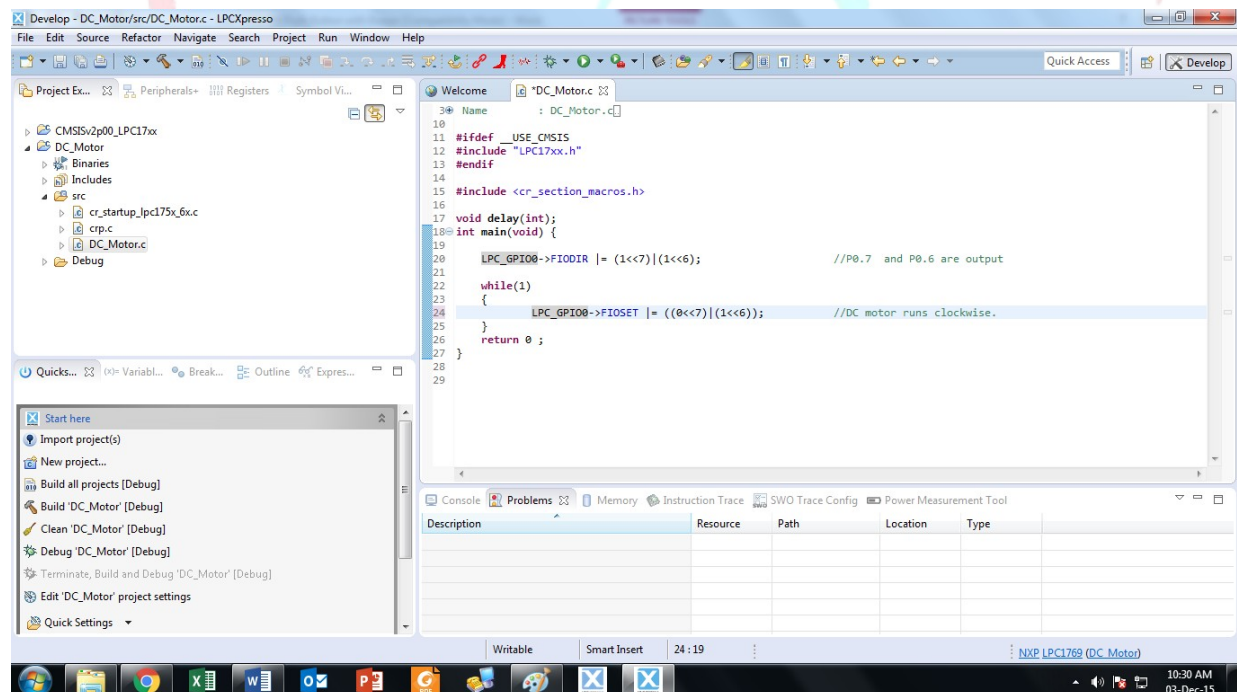 Develop - DC_Motor/src/DC_Motor.c - LPCXpresso
File Edit Source Refactor Navigate Search Project Run Window Help
Quick Access Develop
Project Ex... Peripherals+ Registers Symbol Vi...
CMSISv2p00_LPC17xx
DC_Motor
Binaries
Includes
src
cr_startup_lpc175x_6x.c
crp.c
DC_Motor.c
Debug
Welcome *DC_Motor.c
3 Name : DC_Motor.c
10
11 #ifdef __USE_CMSIS
12 #include "LPC17xx.h"
13 #endif
14
15 #include <cr_section_macros.h>
16
17 void delay(int);
18 int main(void) {
19
20 LPC_GPIO0->FIODIR |= (1<<7)|(1<<6); //P0.7 and P0.6 are output
21
22 while(1)
23 {
24 LPC_GPIO0->FIOSET |= ((0<<7)|(1<<6)); //DC motor runs clockwise.
25 }
26 return 0 ;
27 }
28
29
Quicks... (x)= Variabl... Break... Outline Expres...
Start here
Import project(s)
New project...
Build all projects [Debug]
Build 'DC_Motor' [Debug]
Clean 'DC_Motor' [Debug]
Debug 'DC_Motor' [Debug]
Terminate, Build and Debug 'DC_Motor' [Debug]
Edit 'DC_Motor' project settings
Quick Settings
Console Problems Memory Instruction Trace SWO Trace Config Power Measurement Tool
Description Resource Path Location Type
Writable Smart Insert 24 : 19 NXP LPC1769 (DC_Motor)
10:30 AM
03-Dec-15